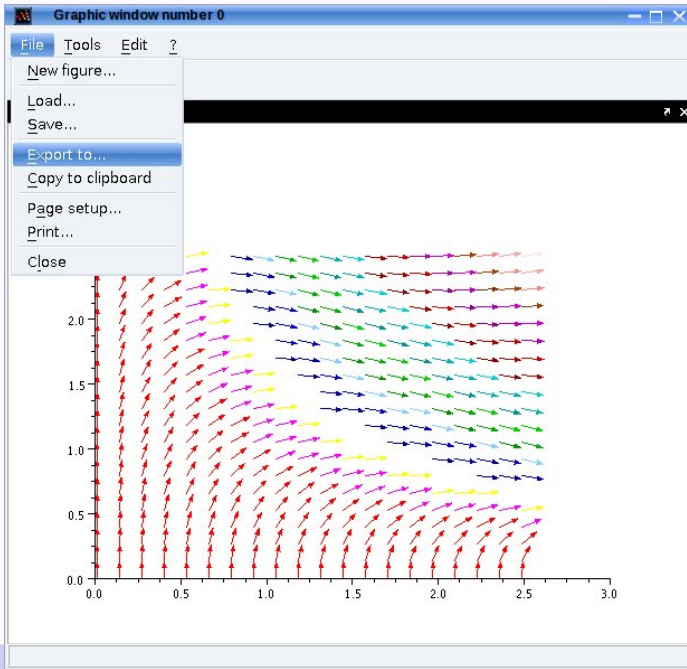 Graphic window number 0
File Tools Edit ?
New figure...
Load...
Save...
Export to...
Copy to clipboard
Page setup...
Print...
Close
2.0
1.5
1.0
0.5
0.0
0.0 0.5 1.0 1.5 2.0 2.5 3.0